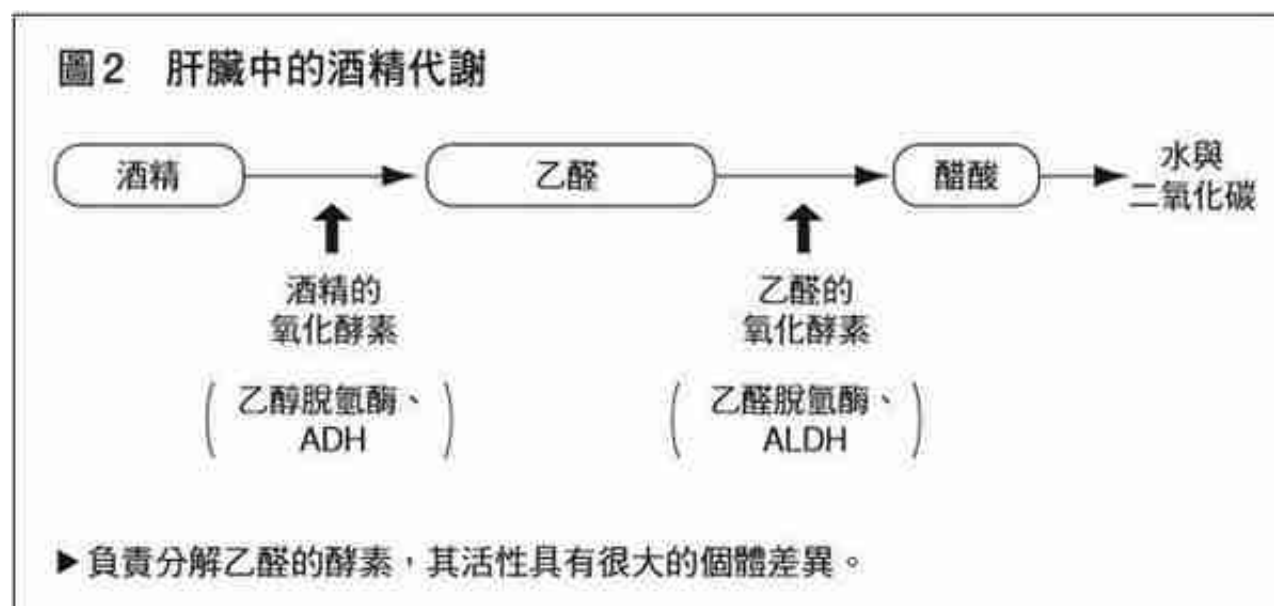 圖2 肝臟中的酒精代謝
酒精
乙醛
醋酸
水與
二氧化碳
酒精的
氧化酵素
(乙醇脫氫酶、
ADH)
乙醛的
氧化酵素
(乙醛脫氫酶、
ALDH)
▶負責分解乙醛的酵素,其活性具有很大的個體差異。